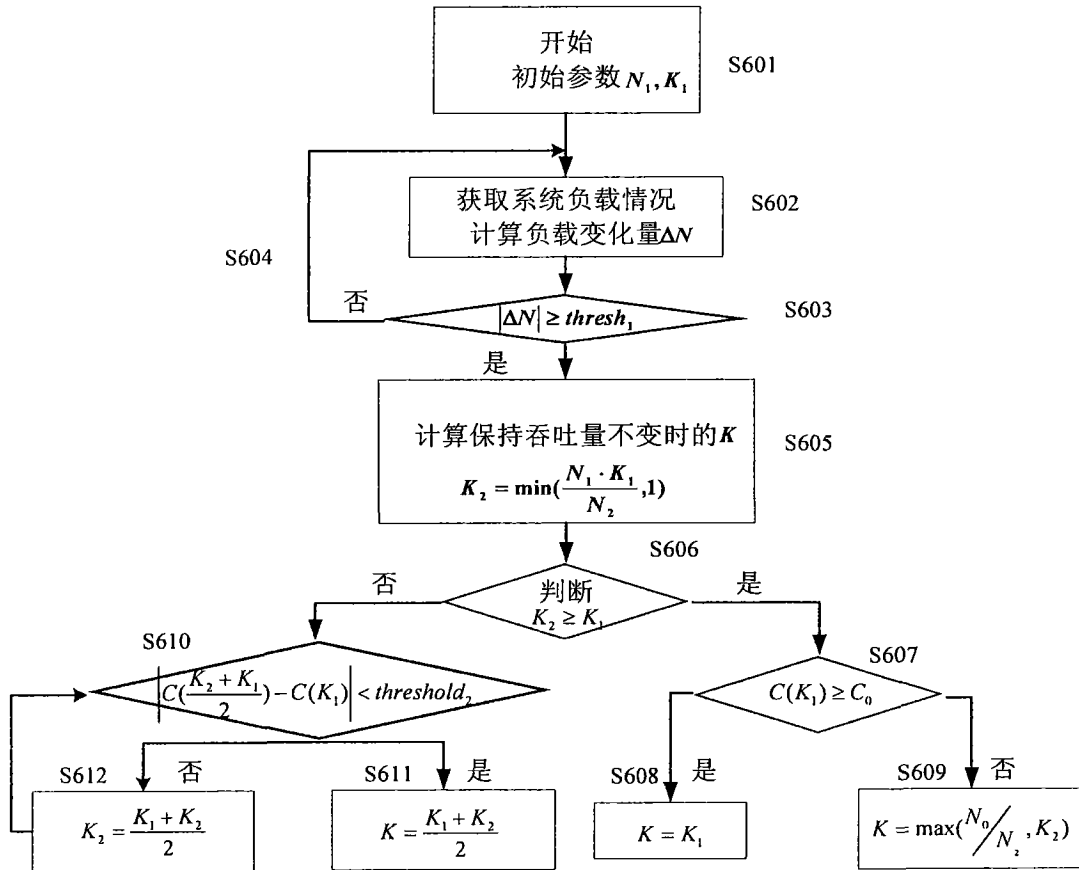 开始
初始参数 N₁, K₁
S601
获取系统负载情况
计算负载变化量ΔN
S602
S604
否
|ΔN| ≥ thresh₁
S603
是
计算保持吞吐量不变时的K
K₂ = min(N₁·K₁/N₂,1)
S605
S606
否
判断
K₂ ≥ K₁
是
S610
|C((K₂+K₁)/2)−C(K₁)| < threshold₂
S607
C(K₁) ≥ C₀
S612
否
S611
是
S608
是
S609
否
K₂ = (K₁+K₂)/2
K = (K₁+K₂)/2
K = K₁
K = max(N₀/N₂, K₂)